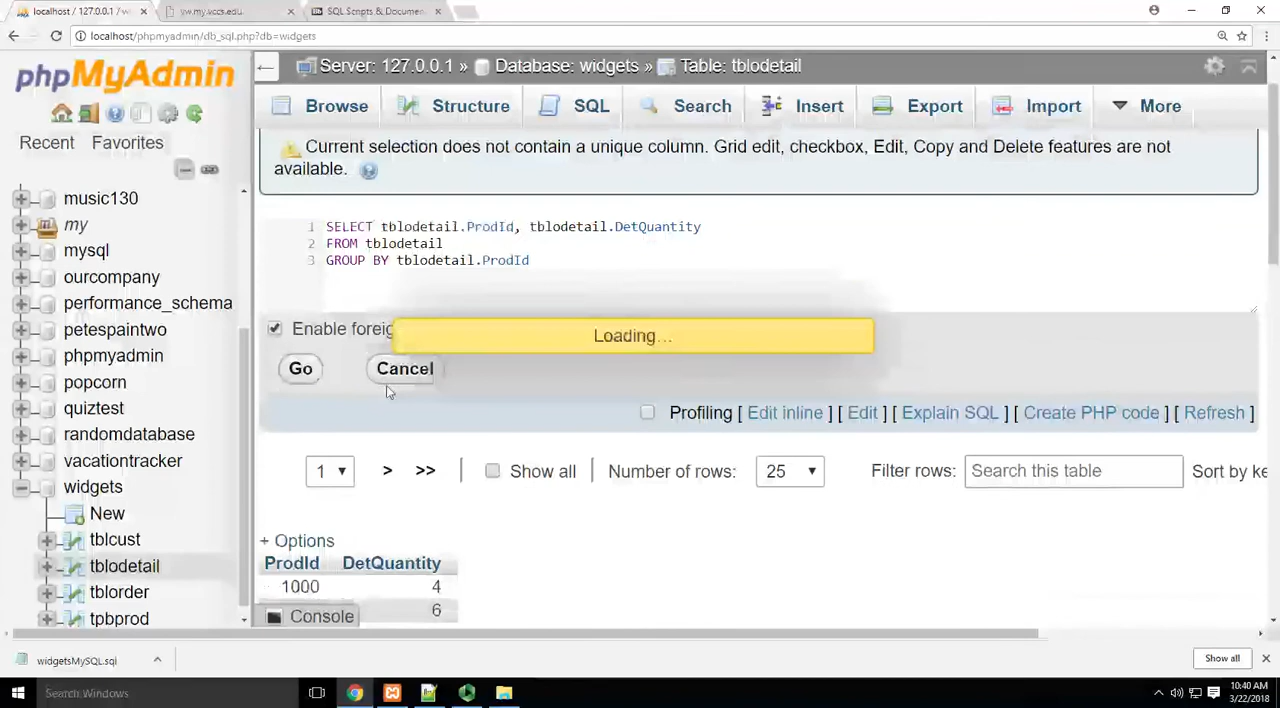 localhost / 127.0.0.1 / w
yw.my.vccs.edu
SQL Scripts & Documen
localhost/phpmyadmin/db_sql.php?db=widgets
phpMyAdmin
Recent Favorites
music130
my
mysql
ourcompany
performance_schema
petespaintwo
phpmyadmin
popcorn
quiztest
randomdatabase
vacationtracker
widgets
New
tblcust
tblodetail
tblorder
tpbprod
Server: 127.0.0.1 » Database: widgets » Table: tblodetail
Browse Structure SQL Search Insert Export Import More
Current selection does not contain a unique column. Grid edit, checkbox, Edit, Copy and Delete features are not
available.
1 SELECT tblodetail.ProdId, tblodetail.DetQuantity
2 FROM tblodetail
3 GROUP BY tblodetail.ProdId
Enable foreig
Loading…
Go Cancel
Profiling [ Edit inline ] [ Edit ] [ Explain SQL ] [ Create PHP code ] [ Refresh ]
1 > >> Show all Number of rows: 25 Filter rows: Search this table Sort by ke
+ Options
ProdId DetQuantity
1000 4
6
Console
widgetsMySQL.sql
Show all
Search Windows
10:40 AM
3/22/2018